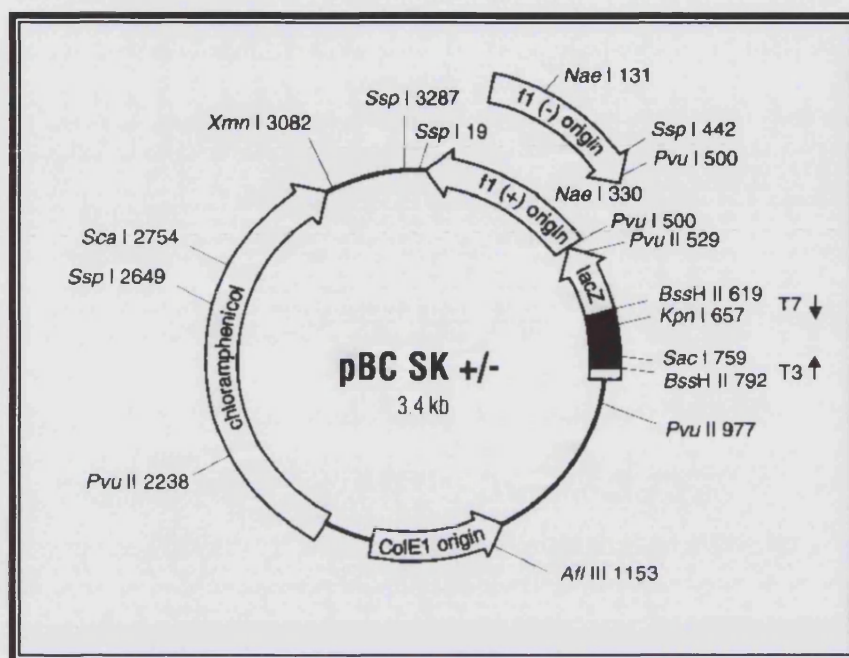 Nae I 131
f1 (-) origin
Ssp I 442
Pvu I 500
Ssp I 3287
Ssp I 19
Xmn I 3082
Nae I 330
f1 (+) origin
Pvu I 500
Pvu II 529
lacZ
Sca I 2754
Ssp I 2649
BssH II 619
Kpn I 657
T7
chloramphenicol
pBC SK +/-
3.4 kb
Sac I 759
BssH II 792
T3
Pvu II 977
Pvu II 2238
ColE1 origin
Afl III 1153